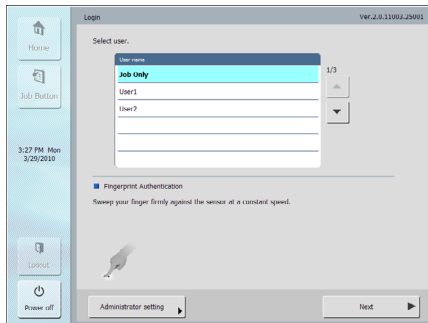 Login
Ver.2.0.11003.25001
Home
Job Button
3:27 PM Mon
3/29/2010
Logout
Power off
Select user.
User name
Job Only
User1
User2
1/3
Fingerprint Authentication
Sweep your finger firmly against the sensor at a constant speed.
Administrator setting
Next